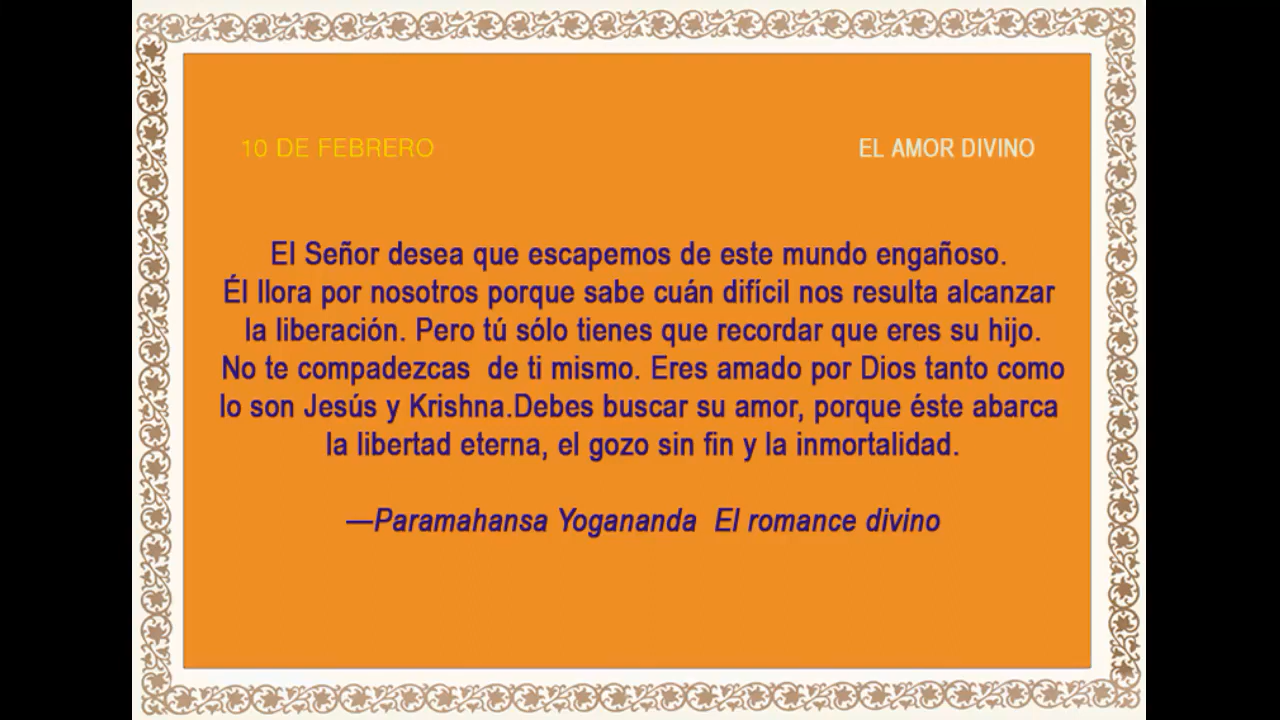 10 DE FEBRERO
EL AMOR DIVINO
El Señor desea que escapemos de este mundo engañoso.
Él llora por nosotros porque sabe cuán difícil nos resulta alcanzar
la liberación. Pero tú sólo tienes que recordar que eres su hijo.
No te compadezcas  de ti mismo. Eres amado por Dios tanto como
lo son Jesús y Krishna.Debes buscar su amor, porque éste abarca
la libertad eterna, el gozo sin fin y la inmortalidad.
—Paramahansa Yogananda  El romance divino